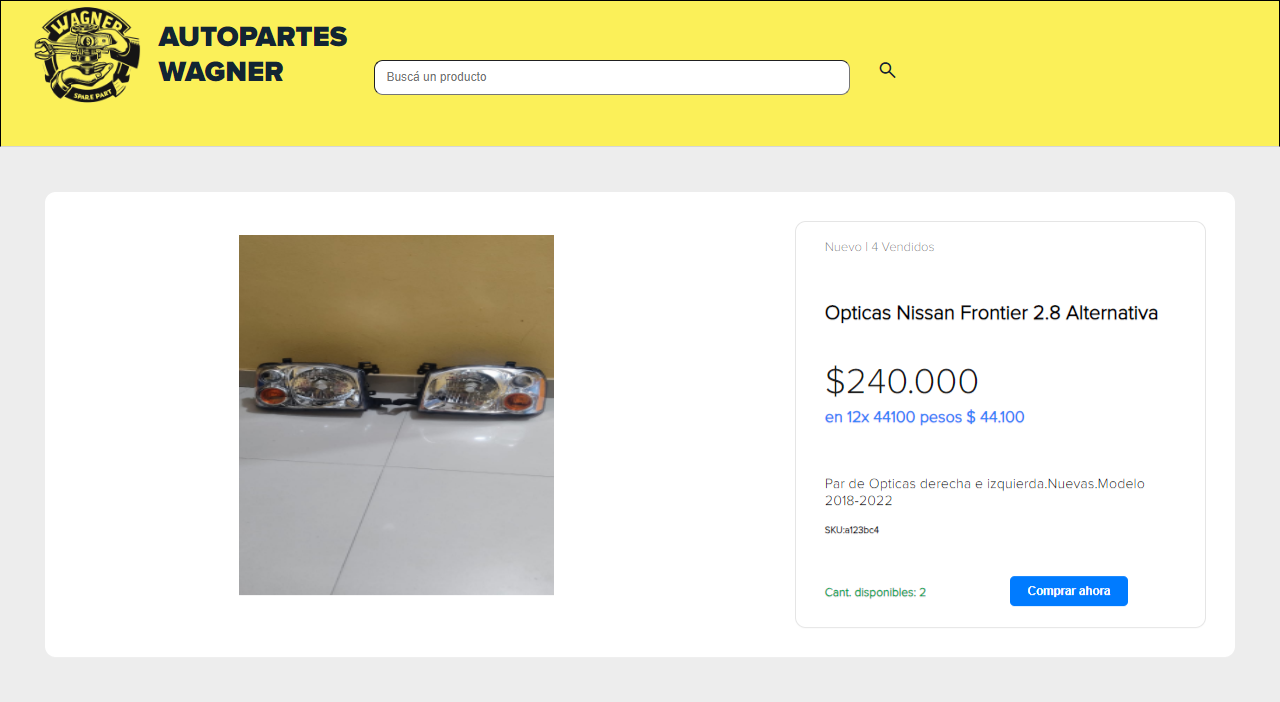 WAGNER
SPARE PART
AUTOPARTES
WAGNER
Buscá un producto
Nuevo | 4 Vendidos
Opticas Nissan Frontier 2.8 Alternativa
$240.000
en 12x 44100 pesos $ 44.100
Par de Opticas derecha e izquierda.Nuevas.Modelo
2018-2022
SKU:a123bc4
Cant. disponibles: 2
Comprar ahora